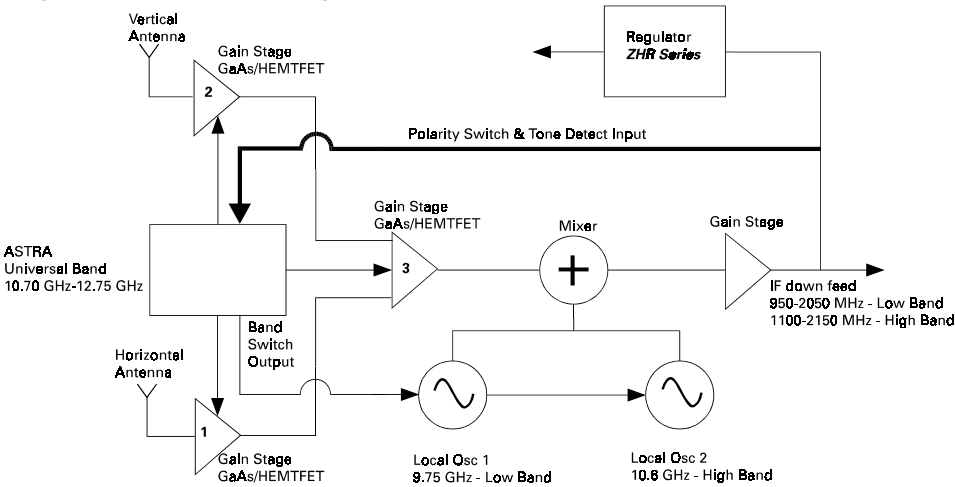 Vertical
Antenna
Gain Stage
GaAs/HEMTFET
2
Regulator
ZHR Series
Polarity Switch & Tone Detect Input
Gain Stage
GaAs/HEMTFET
3
Mixer
+
Gain Stage
ASTRA
Universal Band
10.70 GHz-12.75 GHz
IF down feed
950-2050 MHz - Low Band
1100-2150 MHz - High Band
Band
Switch
Output
Horizontal
Antenna
1
Gain Stage
GaAs/HEMTFET
Local Osc 1
9.75 GHz - Low Band
Local Osc 2
10.6 GHz - High Band